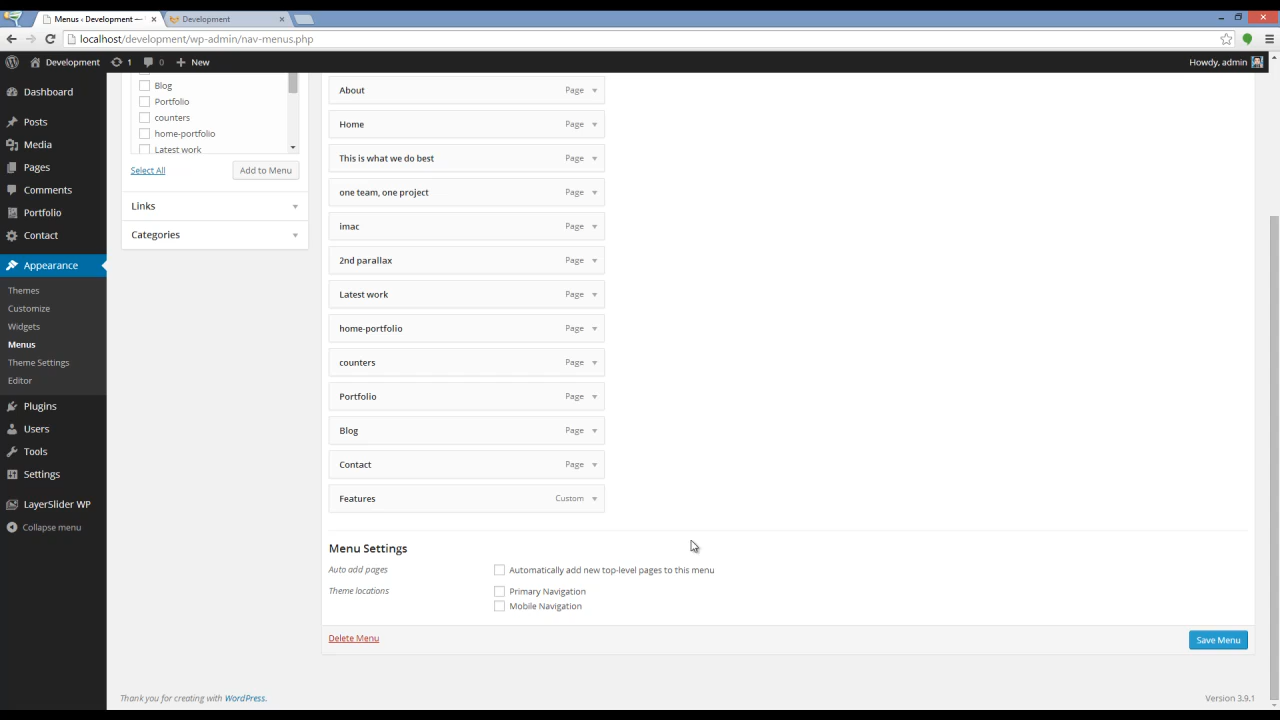 Menus ‹ Development —
Development
localhost/development/wp-admin/nav-menus.php
Development 1 0 New Howdy, admin
Dashboard
Posts
Media
Pages
Comments
Portfolio
Contact
Appearance
Themes
Customize
Widgets
Menus
Theme Settings
Editor
Plugins
Users
Tools
Settings
LayerSlider WP
Collapse menu
Blog
Portfolio
counters
home-portfolio
Latest work
Select All Add to Menu
Links
Categories
About Page
Home Page
This is what we do best Page
one team, one project Page
imac Page
2nd parallax Page
Latest work Page
home-portfolio Page
counters Page
Portfolio Page
Blog Page
Contact Page
Features Custom
Menu Settings
Auto add pages Automatically add new top-level pages to this menu
Theme locations Primary Navigation
Mobile Navigation
Delete Menu Save Menu
Thank you for creating with WordPress. Version 3.9.1